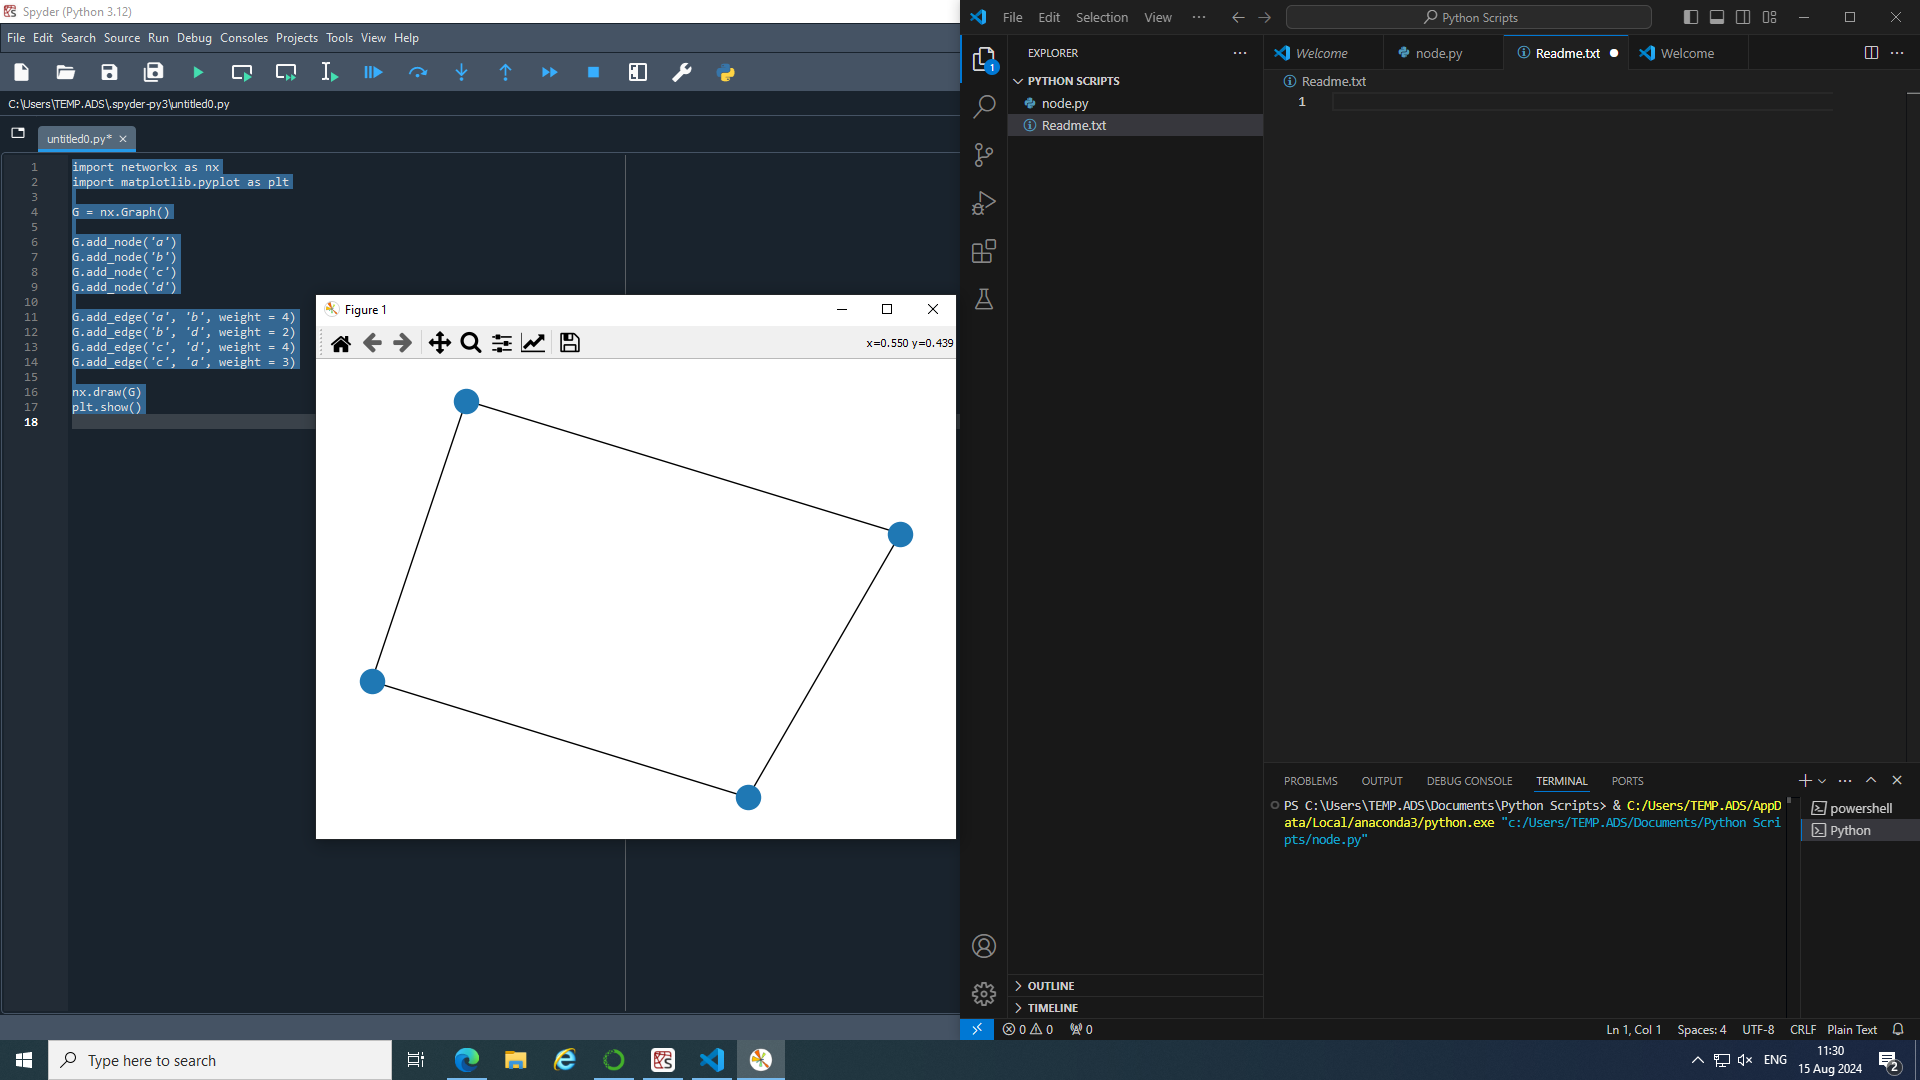 Spyder (Python 3.12)
File Edit Search Source Run Debug Consoles Projects Tools View Help
C:\Users\TEMP.ADS\.spyder-py3\untitled0.py
untitled0.py*
1 import networkx as nx
2 import matplotlib.pyplot as plt
3
4 G = nx.Graph()
5
6 G.add_node('a')
7 G.add_node('b')
8 G.add_node('c')
9 G.add_node('d')
10
11 G.add_edge('a', 'b', weight = 4)
12 G.add_edge('b', 'd', weight = 2)
13 G.add_edge('c', 'd', weight = 4)
14 G.add_edge('c', 'a', weight = 3)
15
16 nx.draw(G)
17 plt.show()
18
Figure 1
x=0.550 y=0.439
File Edit Selection View
Python Scripts
EXPLORER
PYTHON SCRIPTS
node.py
Readme.txt
1
Welcome node.py Readme.txt Welcome
Readme.txt
1
PROBLEMS OUTPUT DEBUG CONSOLE TERMINAL PORTS
PS C:\Users\TEMP.ADS\Documents\Python Scripts> & C:/Users/TEMP.ADS/AppD
ata/Local/anaconda3/python.exe "c:/Users/TEMP.ADS/Documents/Python Scri
pts/node.py"
powershell
Python
OUTLINE
TIMELINE
0 0 0 Ln 1, Col 1 Spaces: 4 UTF-8 CRLF Plain Text
Type here to search
ENG
11:30
15 Aug 2024
2